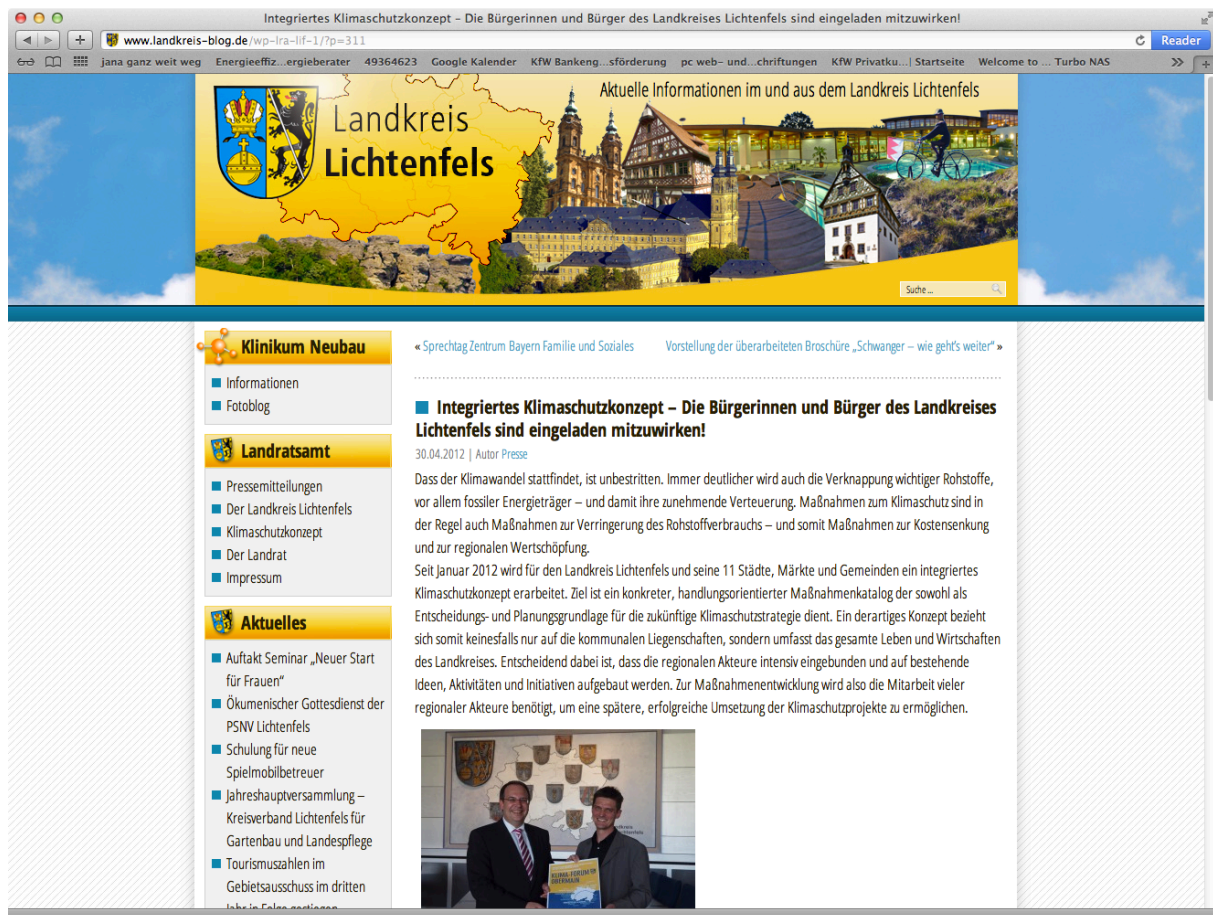 Integriertes Klimaschutzkonzept – Die Bürgerinnen und Bürger des Landkreises Lichtenfels sind eingeladen mitzuwirken!
www.landkreis-blog.de/wp-lra-lif-1/?p=311
Reader
jana ganz weit weg Energieeffiz...ergieberater 49364623 Google Kalender KfW Bankeng...sförderung pc web- und...chriftungen KfW Privatku...| Startseite Welcome to ... Turbo NAS
Aktuelle Informationen im und aus dem Landkreis Lichtenfels
Landkreis
Lichtenfels
Suche ...
Klinikum Neubau
Informationen
Fotoblog
Landratsamt
Pressemitteilungen
Der Landkreis Lichtenfels
Klimaschutzkonzept
Der Landrat
Impressum
Aktuelles
Auftakt Seminar „Neuer Start
für Frauen“
Ökumenischer Gottesdienst der
PSNV Lichtenfels
Schulung für neue
Spielmobilbetreuer
Jahreshauptversammlung –
Kreisverband Lichtenfels für
Gartenbau und Landespflege
Tourismuszahlen im
Gebietsausschuss im dritten
Jahr in Folge gestiegen
« Sprechtag Zentrum Bayern Familie und Soziales Vorstellung der überarbeiteten Broschüre „Schwanger – wie geht’s weiter“ »
Integriertes Klimaschutzkonzept – Die Bürgerinnen und Bürger des Landkreises
Lichtenfels sind eingeladen mitzuwirken!
30.04.2012 | Autor Presse
Dass der Klimawandel stattfindet, ist unbestritten. Immer deutlicher wird auch die Verknappung wichtiger Rohstoffe,
vor allem fossiler Energieträger – und damit ihre zunehmende Verteuerung. Maßnahmen zum Klimaschutz sind in
der Regel auch Maßnahmen zur Verringerung des Rohstoffverbrauchs – und somit Maßnahmen zur Kostensenkung
und zur regionalen Wertschöpfung.
Seit Januar 2012 wird für den Landkreis Lichtenfels und seine 11 Städte, Märkte und Gemeinden ein integriertes
Klimaschutzkonzept erarbeitet. Ziel ist ein konkreter, handlungsorientierter Maßnahmenkatalog der sowohl als
Entscheidungs- und Planungsgrundlage für die zukünftige Klimaschutzstrategie dient. Ein derartiges Konzept bezieht
sich somit keinesfalls nur auf die kommunalen Liegenschaften, sondern umfasst das gesamte Leben und Wirtschaften
des Landkreises. Entscheidend dabei ist, dass die regionalen Akteure intensiv eingebunden und auf bestehende
Ideen, Aktivitäten und Initiativen aufgebaut werden. Zur Maßnahmenentwicklung wird also die Mitarbeit vieler
regionaler Akteure benötigt, um eine spätere, erfolgreiche Umsetzung der Klimaschutzprojekte zu ermöglichen.
KLIMA-FORUM
OBERMAIN